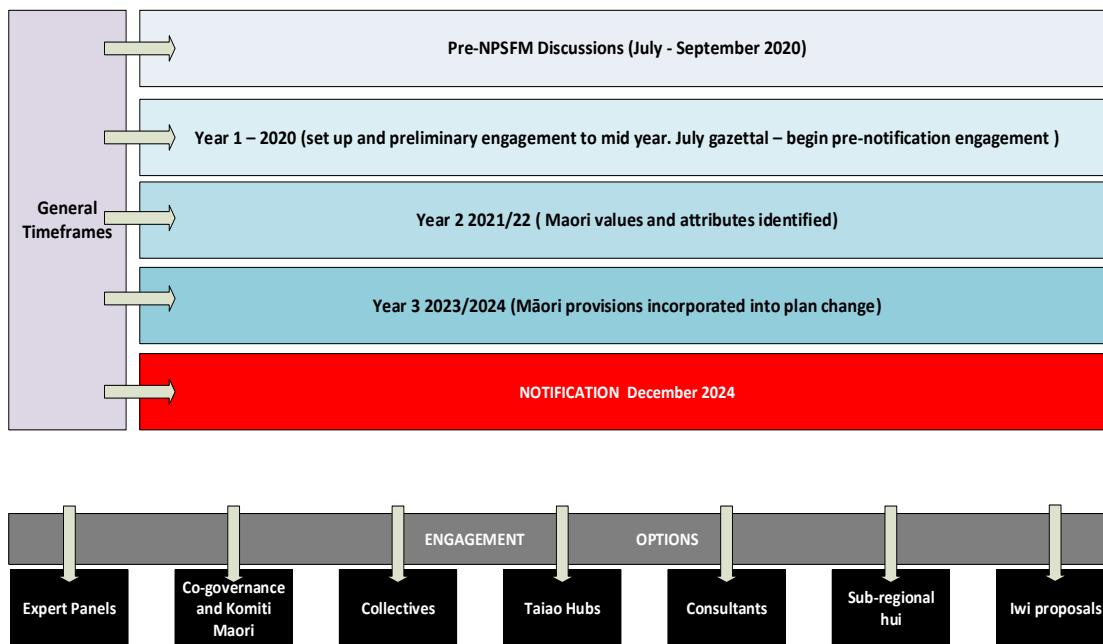 Pre-NPSFM Discussions (July - September 2020)
Year 1 – 2020 (set up and preliminary engagement to mid year. July gazettal – begin pre-notification engagement )
General
Timeframes
Year 2 2021/22 ( Maori values and attributes identified)
Year 3 2023/2024 (Māori provisions incorporated into plan change)
NOTIFICATION December 2024
ENGAGEMENT OPTIONS
Expert Panels
Co-governance
and Komiti
Maori
Collectives
Taiao Hubs
Consultants
Sub-regional
hui
Iwi proposals